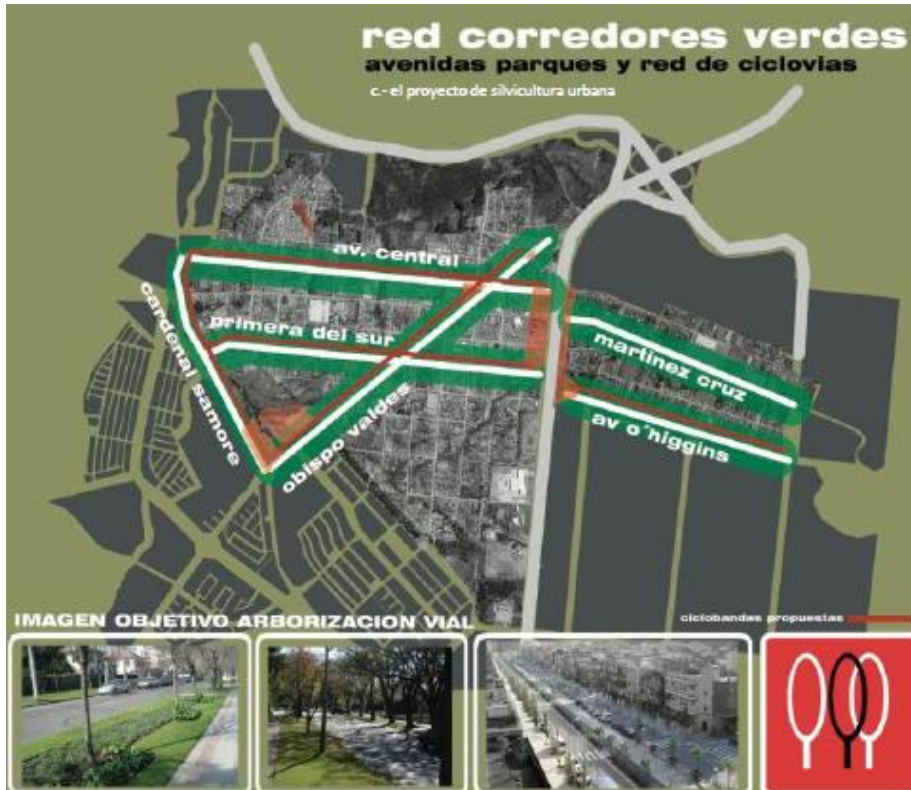 red corredores verdes
avenidas parques y red de ciclovias
c.- el proyecto de silvicultura urbana
av. central
primera del sur
cardenal samore
obispo valdes
martinez cruz
av o´higgins
IMAGEN OBJETIVO ARBORIZACION VIAL
ciclobandas propuestas